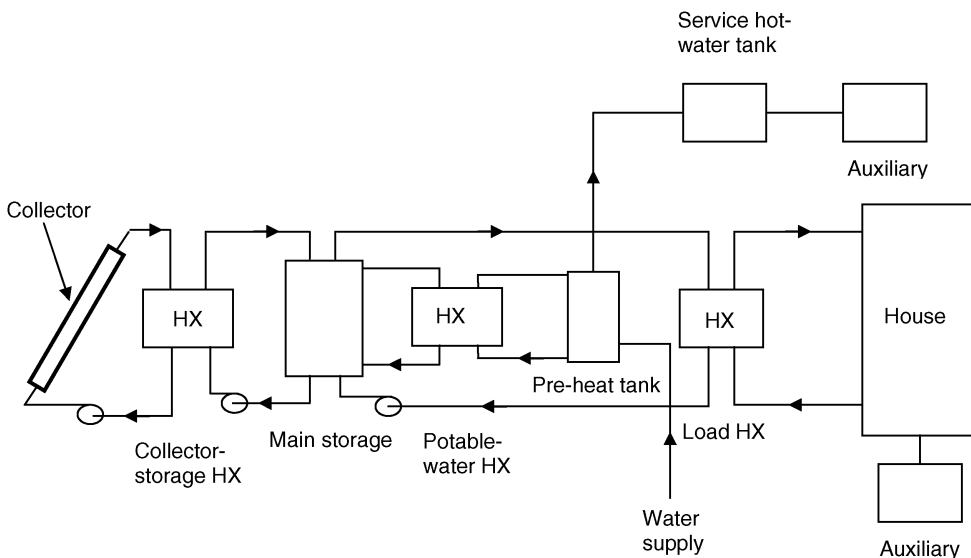 Service hot-
water tank
Auxiliary
Collector
HX
HX
HX
House
Pre-heat tank
Collector-
storage HX
Main storage
Potable-
water HX
Load HX
Water
supply
Auxiliary